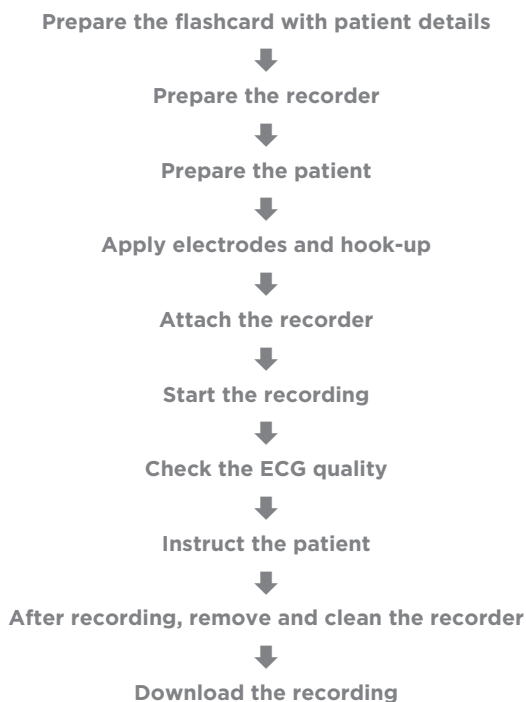 Prepare the flashcard with patient details
Prepare the recorder
Prepare the patient
Apply electrodes and hook-up
Attach the recorder
Start the recording
Check the ECG quality
Instruct the patient
After recording, remove and clean the recorder
Download the recording